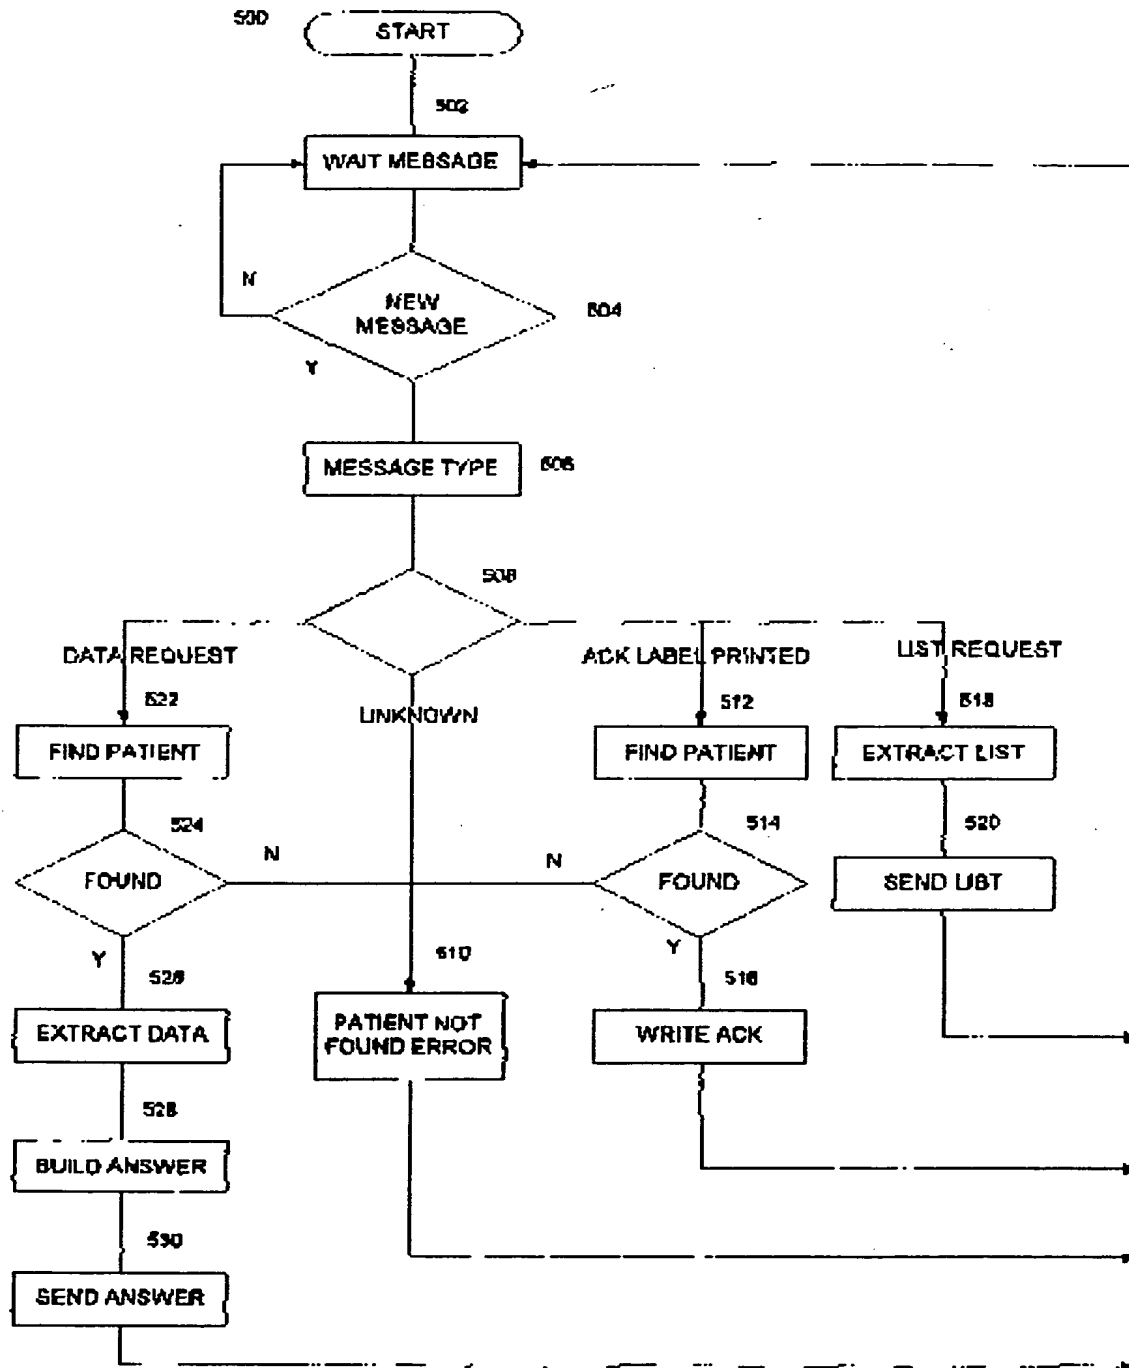 500
START
502
WAIT MESSAGE
N
NEW
MESSAGE
504
Y
MESSAGE TYPE
506
508
DATA REQUEST
ACK LABEL PRINTED
LIST REQUEST
522
UNKNOWN
512
518
FIND PATIENT
FIND PATIENT
EXTRACT LIST
524
514
520
N
N
FOUND
FOUND
SEND LIST
Y
Y
526
510
516
EXTRACT DATA
PATIENT NOT
FOUND ERROR
WRITE ACK
528
BUILD ANSWER
530
SEND ANSWER